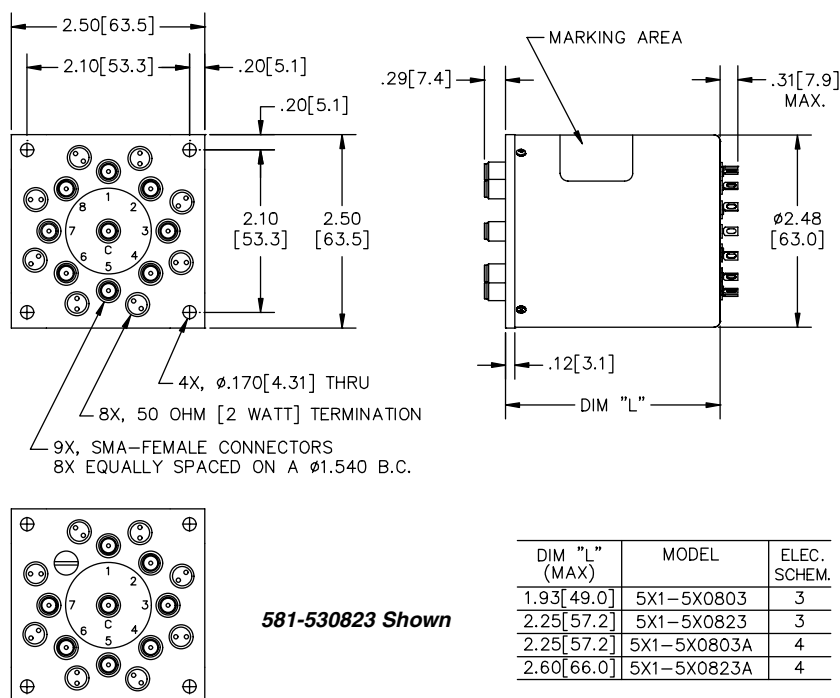 2.50[63.5]
2.10[53.3]
.20[5.1]
.20[5.1]
1
2
3
4
5
6
7
8
C
2.10
[53.3]
2.50
[63.5]
4X, ø.170[4.31] THRU
8X, 50 OHM [2 WATT] TERMINATION
9X, SMA-FEMALE CONNECTORS
8X EQUALLY SPACED ON A ø1.540 B.C.
MARKING AREA
.29[7.4]
.31[7.9]
MAX.
ø2.48
[63.0]
.12[3.1]
DIM "L"
1
2
3
4
5
6
7
C
581-530823 Shown
DIM "L" (MAX) MODEL ELEC. SCHEM.
1.93[49.0] 5X1-5X0803 3
2.25[57.2] 5X1-5X0823 3
2.25[57.2] 5X1-5X0803A 4
2.60[66.0] 5X1-5X0823A 4